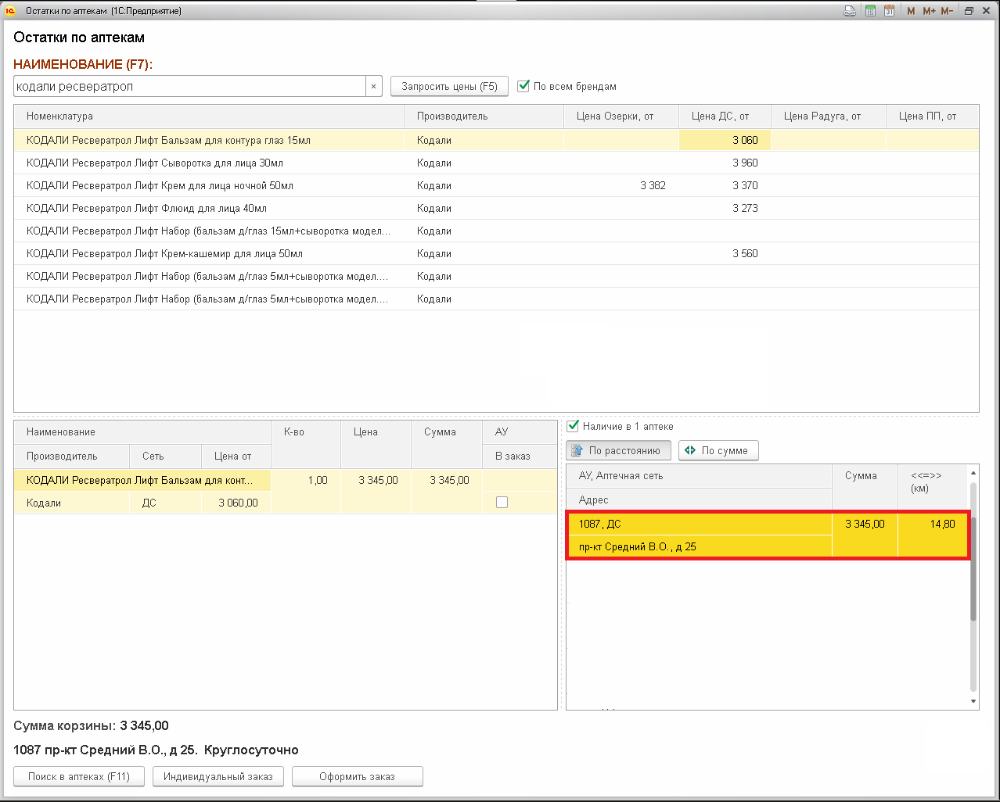 Остатки по аптекам [1С:Предприятие]
M M+ M-
Остатки по аптекам
НАИМЕНОВАНИЕ (F7):
кодали ресвератрол × Запросить цены (F5) По всем брендам
Номенклатура Производитель Цена Озерки, от Цена ДС, от Цена Радуга, от Цена ПП, от
КОДАЛИ Ресвератрол Лифт Бальзам для контура глаз 15мл Кодали 3 060
КОДАЛИ Ресвератрол Лифт Сыворотка для лица 30мл Кодали 3 960
КОДАЛИ Ресвератрол Лифт Крем для лица ночной 50мл Кодали 3 382 3 370
КОДАЛИ Ресвератрол Лифт Флюид для лица 40мл Кодали 3 273
КОДАЛИ Ресвератрол Лифт Набор (бальзам д/глаз 15мл+сыворотка модел... Кодали
КОДАЛИ Ресвератрол Лифт Крем-кашемир для лица 50мл Кодали 3 560
КОДАЛИ Ресвератрол Лифт Набор (бальзам д/глаз 5мл+сыворотка модел.... Кодали
КОДАЛИ Ресвератрол Лифт Набор (бальзам д/глаз 5мл+сыворотка модел.... Кодали
Наименование К-во Цена Сумма АУ
Производитель Сеть Цена от В заказ
КОДАЛИ Ресвератрол Лифт Бальзам для конт... 1,00 3 345,00 3 345,00
Кодали ДС 3 060,00
Наличие в 1 аптеке
По расстоянию По сумме
АУ, Аптечная сеть Сумма <<=>>
(км)
Адрес
1087, ДС 3 345,00 14,80
пр-кт Средний В.О., д 25
Сумма корзины: 3 345,00
1087 пр-кт Средний В.О., д 25. Круглосуточно
Поиск в аптеках (F11) Индивидуальный заказ Оформить заказ